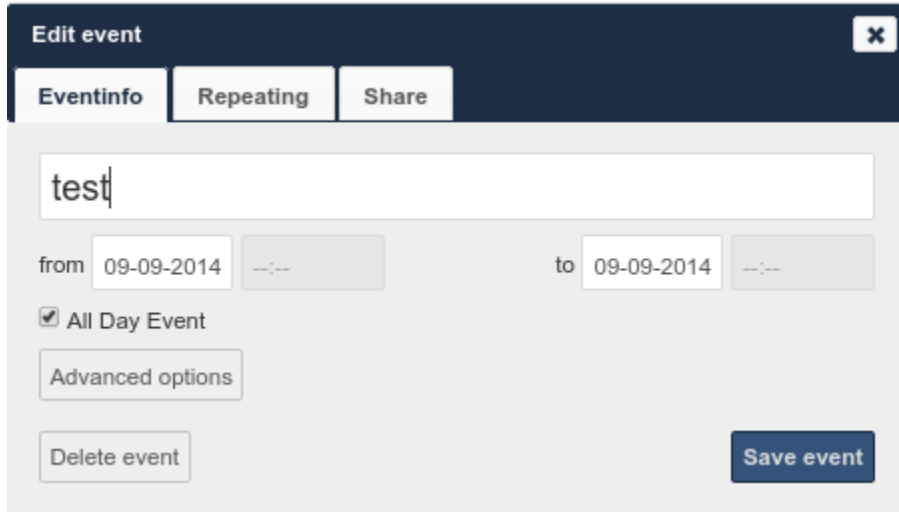 Edit event
Eventinfo Repeating Share
test
from 09-09-2014 --:-- to 09-09-2014 --:--
All Day Event
Advanced options
Delete event Save event